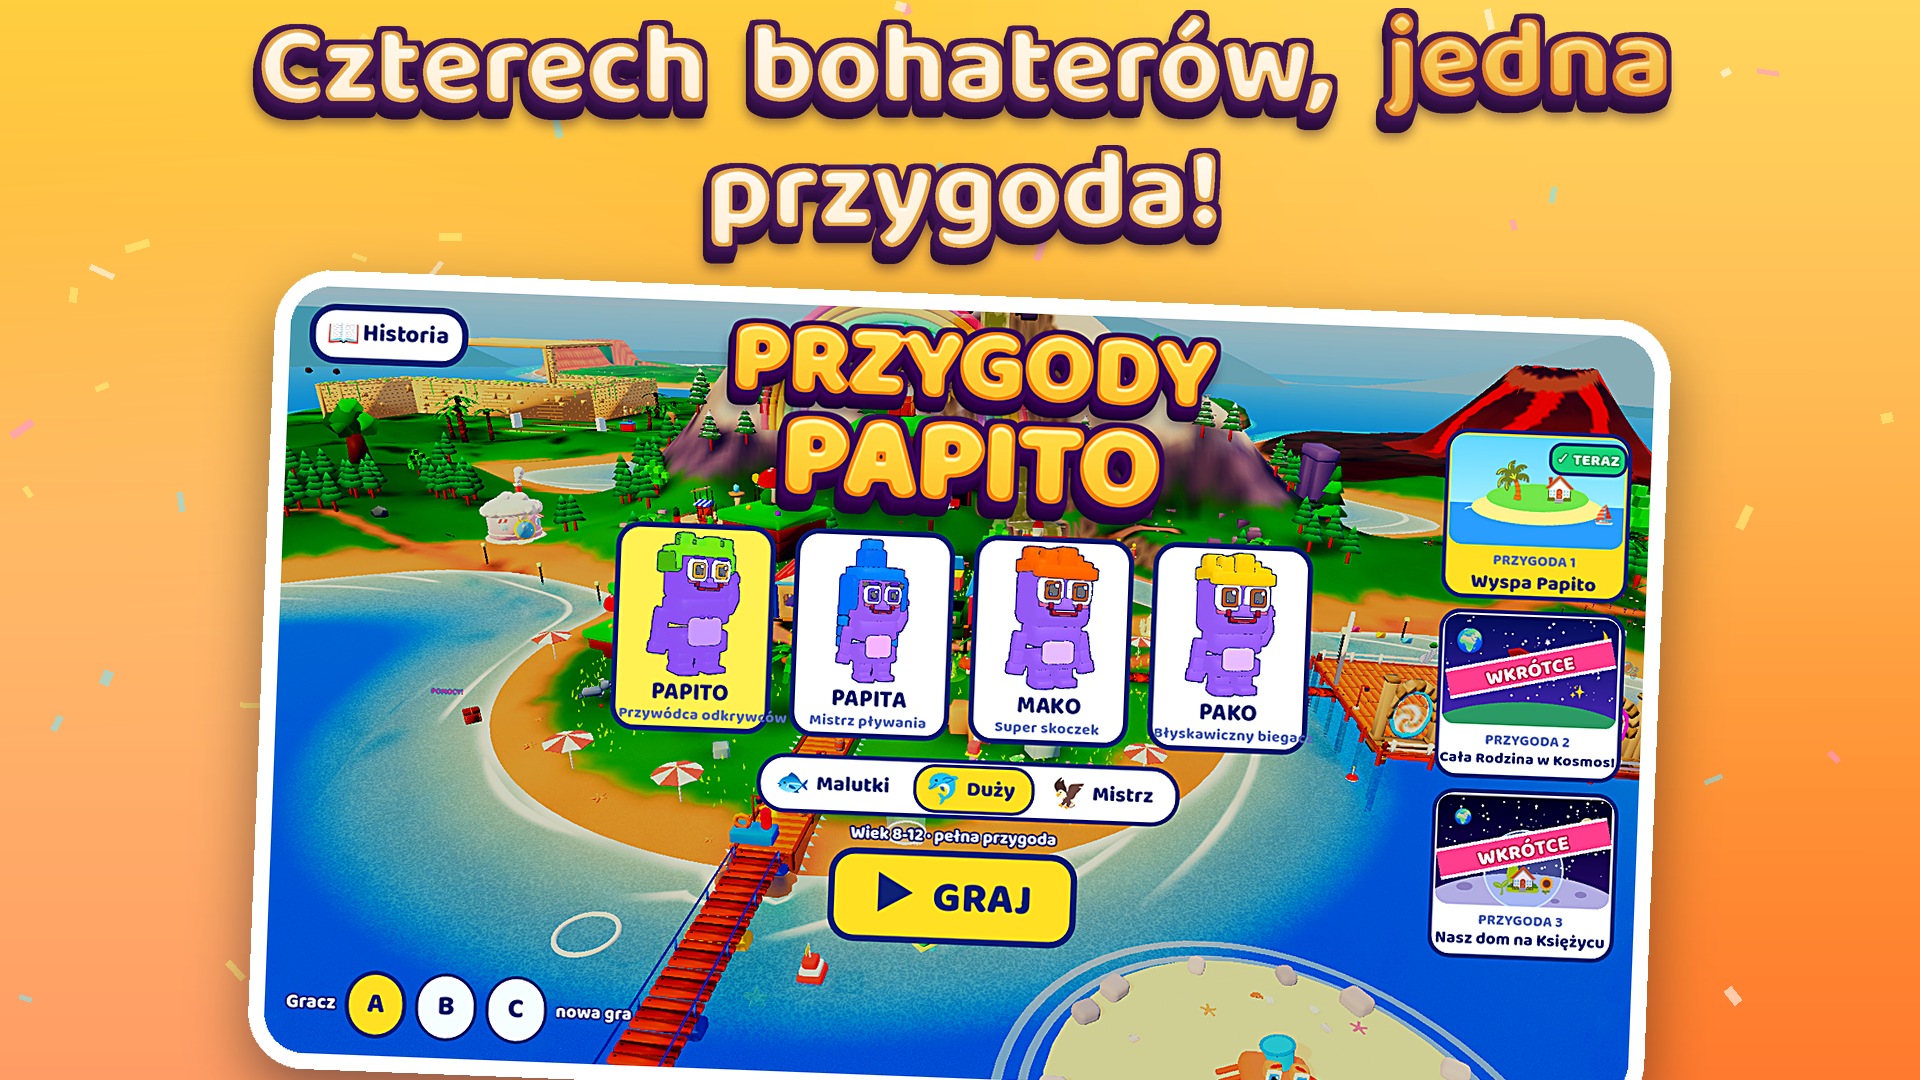 Czterech bohaterów, jedna
przygoda!
📖 Historia
PRZYGODY
PAPITO
✓ TERAZ
PRZYGODA 1
Wyspa Papito
PAPITO
Przywódca odkrywców
PAPITA
Mistrz pływania
MAKO
Super skoczek
PAKO
Błyskawiczny biegac
WKRÓTCE
PRZYGODA 2
Cała Rodzina w Kosmos!
POMOCY!
Malutki
Duży
Mistrz
Wiek 8-12 · pełna przygoda
▶ GRAJ
WKRÓTCE
PRZYGODA 3
Nasz dom na Księżycu
Gracz A B C nowa gra